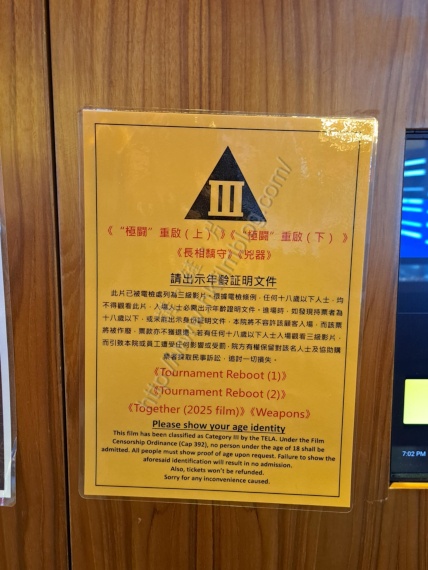 III
《“極鬪”重啟(上)》《“極鬪”重啟(下)》
《長相廝守》《兇器》
請出示年齡証明文件
此片已被電檢處列為三級影片。根據電檢條例，任何十八歲以下人士，均
不得觀看此片。入場人士必需出示年齡證明文件。進場時，如發現持票者為
十八歲以下，或未能出示身份証明文件，本院將不容許該顧客入場，而該票
將被作廢，票款亦不獲退還。若有任何十八歲以下人士入場觀看三級影片，
而引致本院或員工遭受任何影響或受罰，院方有權保留對該名人士及協助購
票者採取民事訴訟，追討一切損失。
《Tournament Reboot (1)》
《Tournament Reboot (2)》
《Together (2025 film)》《Weapons》
Please show your age identity
This film has been classified as Category III by the TELA. Under the Film
Censorship Ordinance (Cap 392), no person under the age of 18 shall be
admitted. All people must show proof of age upon request. Failure to show the
aforesaid identification will result in no admission.
Also, tickets won't be refunded.
Sorry for any inconvenience caused.
7:02 PM